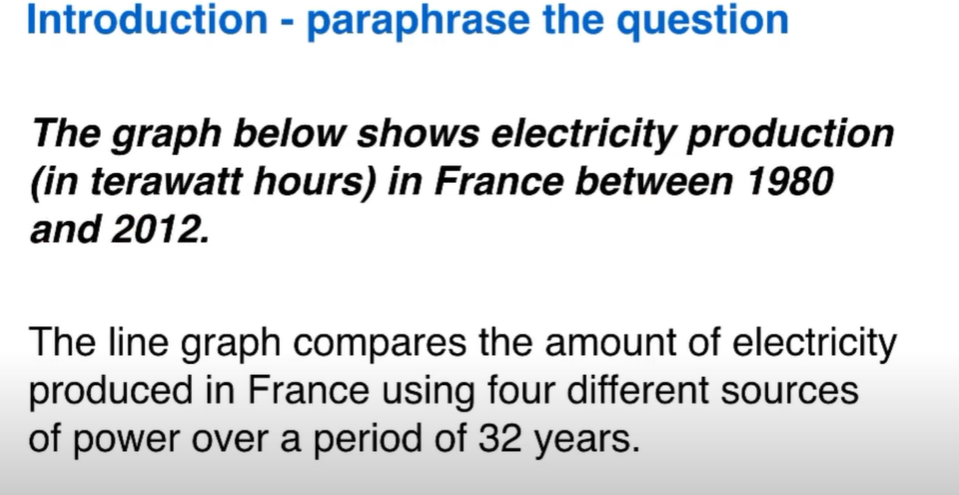 Introduction - paraphrase the question
The graph below shows electricity production
(in terawatt hours) in France between 1980
and 2012.
The line graph compares the amount of electricity
produced in France using four different sources
of power over a period of 32 years.